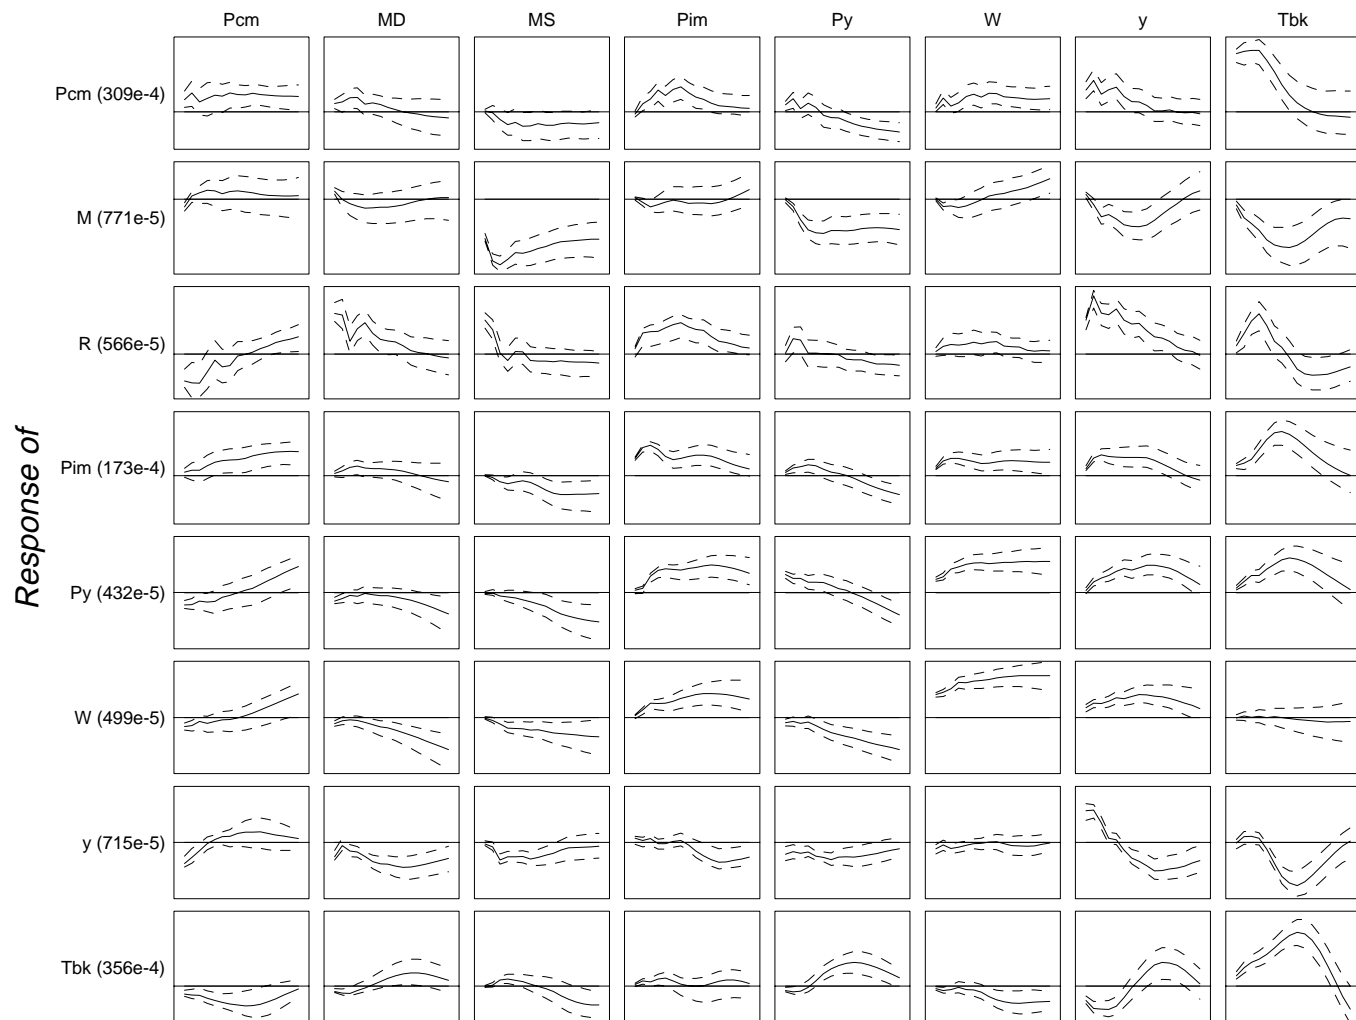 Pcm MD MS Pim Py W y Tbk
Pcm (309e-4)
M (771e-5)
R (566e-5)
Pim (173e-4)
Py (432e-5)
W (499e-5)
y (715e-5)
Tbk (356e-4)
Response of